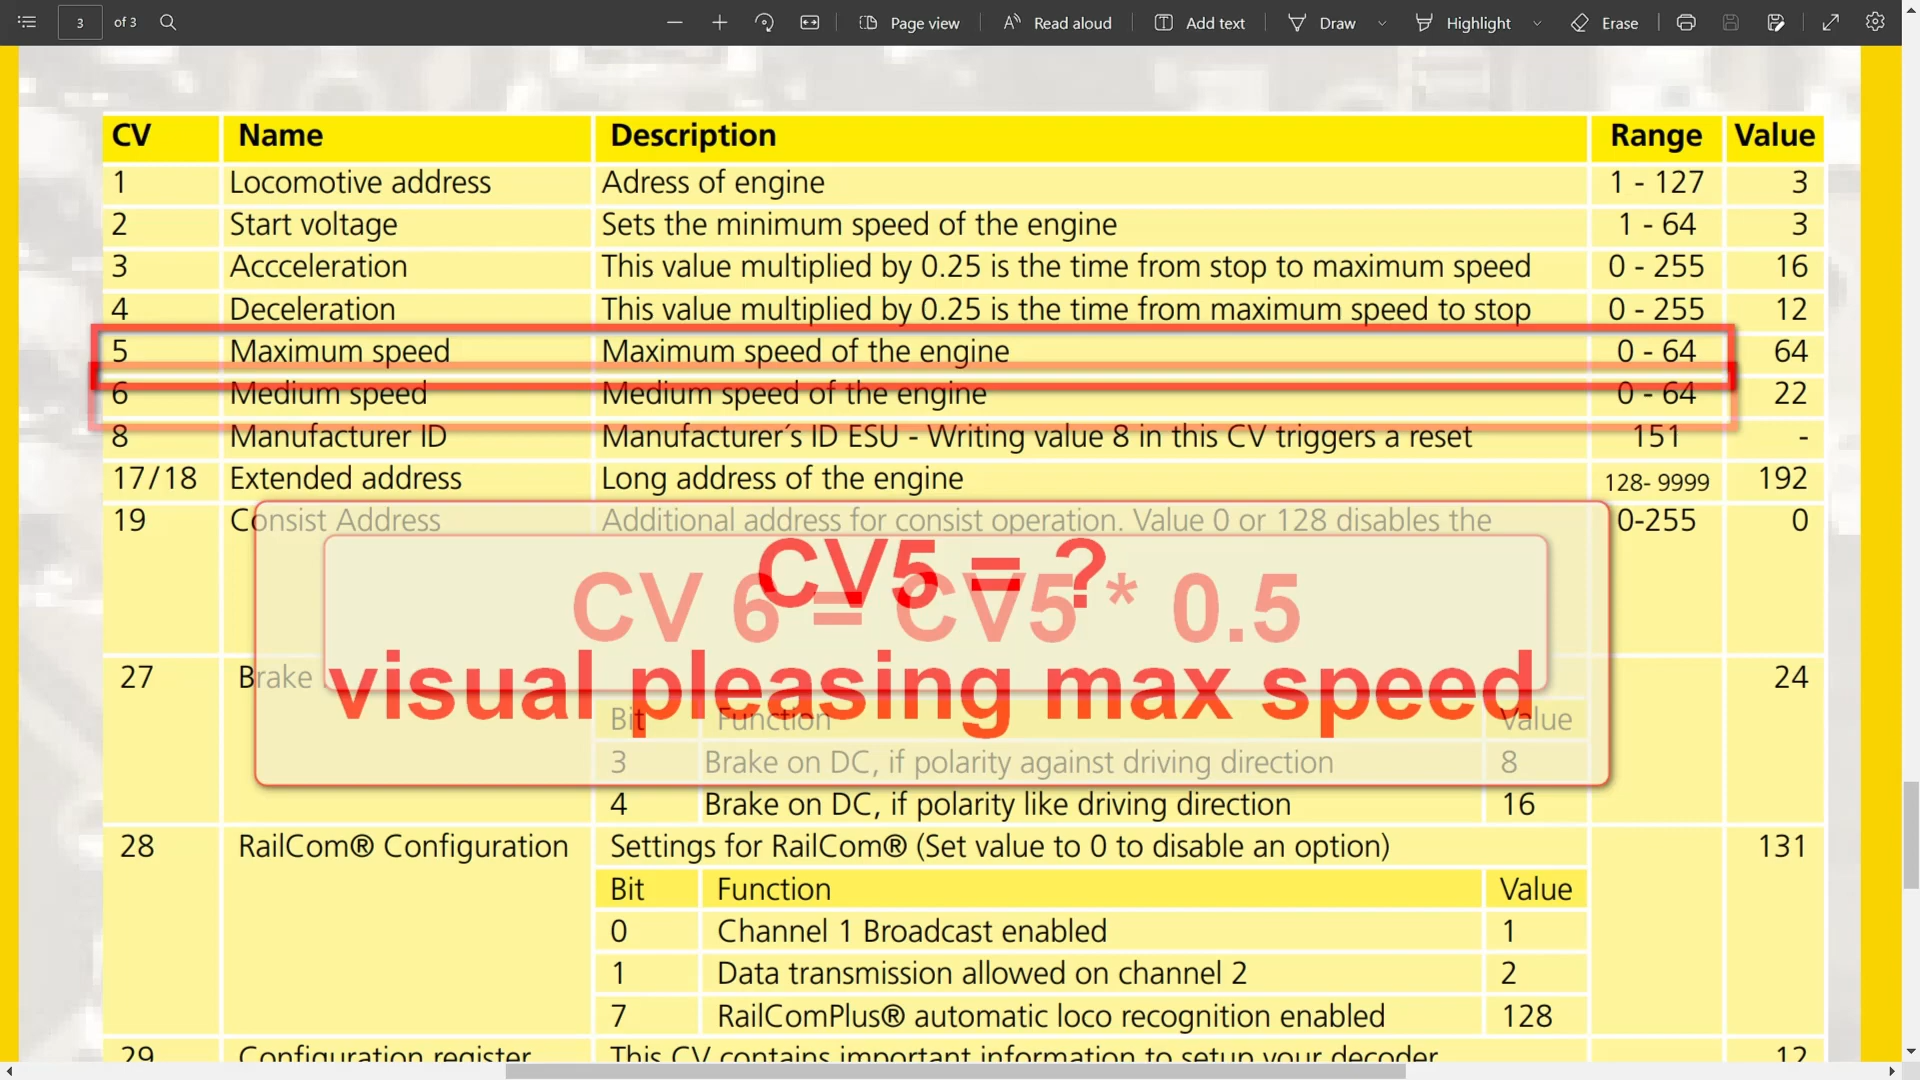 3 of 3 Page view Read aloud Add text Draw Highlight Erase
CV Name Description Range Value
1 Locomotive address Adress of engine 1 - 127 3
2 Start voltage Sets the minimum speed of the engine 1 - 64 3
3 Accceleration This value multiplied by 0.25 is the time from stop to maximum speed 0 - 255 16
4 Deceleration This value multiplied by 0.25 is the time from maximum speed to stop 0 - 255 12
5 Maximum speed Maximum speed of the engine 0 - 64 64
6 Medium speed Medium speed of the engine 0 - 64 22
8 Manufacturer ID Manufacturer´s ID ESU - Writing value 8 in this CV triggers a reset 151 -
17/18 Extended address Long address of the engine 128- 9999 192
19 Consist Address Additional address for consist operation. Value 0 or 128 disables the 0-255 0
CV5 = ?
CV 6 = CV5 * 0.5
visual pleasing max speed
27 Brake 24
Bit Function Value
3 Brake on DC, if polarity against driving direction 8
4 Brake on DC, if polarity like driving direction 16
28 RailCom® Configuration Settings for RailCom® (Set value to 0 to disable an option) 131
Bit Function Value
0 Channel 1 Broadcast enabled 1
1 Data transmission allowed on channel 2 2
7 RailComPlus® automatic loco recognition enabled 128
29 Configuration register This CV contains important information to setup your decoder 12